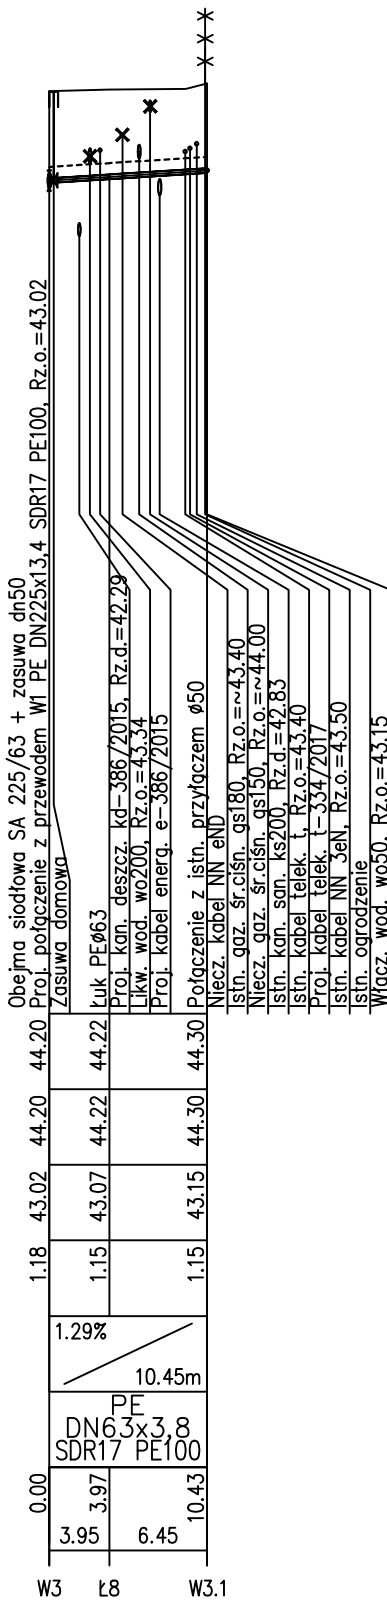 Obejma siodłowa SA 225/63 + zasuwa dn50
Proj. połączenie z przewodem W1 PE DN225x13,4 SDR17 PE100, Rz.o.=43.02
Zasuwa domowa
Łuk PEø63
Proj. kan. deszcz. kd-386/2015, Rz.d.=42.29
Likw. wod. wo200, Rz.o.=43.34
Proj. kabel energ. e-386/2015
Połączenie z istn. przyłączem ø50
Niecz. kabel NN eND
Istn. gaz. śr.ciśn. gs180, Rz.o.=~43.40
Niecz. gaz. śr.ciśn. gs150, Rz.o.=~44.00
Istn. kan. san. ks200, Rz.d.=42.83
Istn. kabel telek. t, Rz.o.=43.40
Proj. kabel telek. t-334/2017
Istn. kabel NN 3eN, Rz.o.=43.50
Istn. ogrodzenie
Włącz. wod. wo50, Rz.o.=43.15
44.20 44.22 44.30
44.20 44.22 44.30
43.02 43.07 43.15
1.18 1.15 1.15
1.29%
10.45m
PE
DN63x3,8
SDR17 PE100
0.00 3.97 10.43
3.95 6.45
W3 Ł8 W3.1